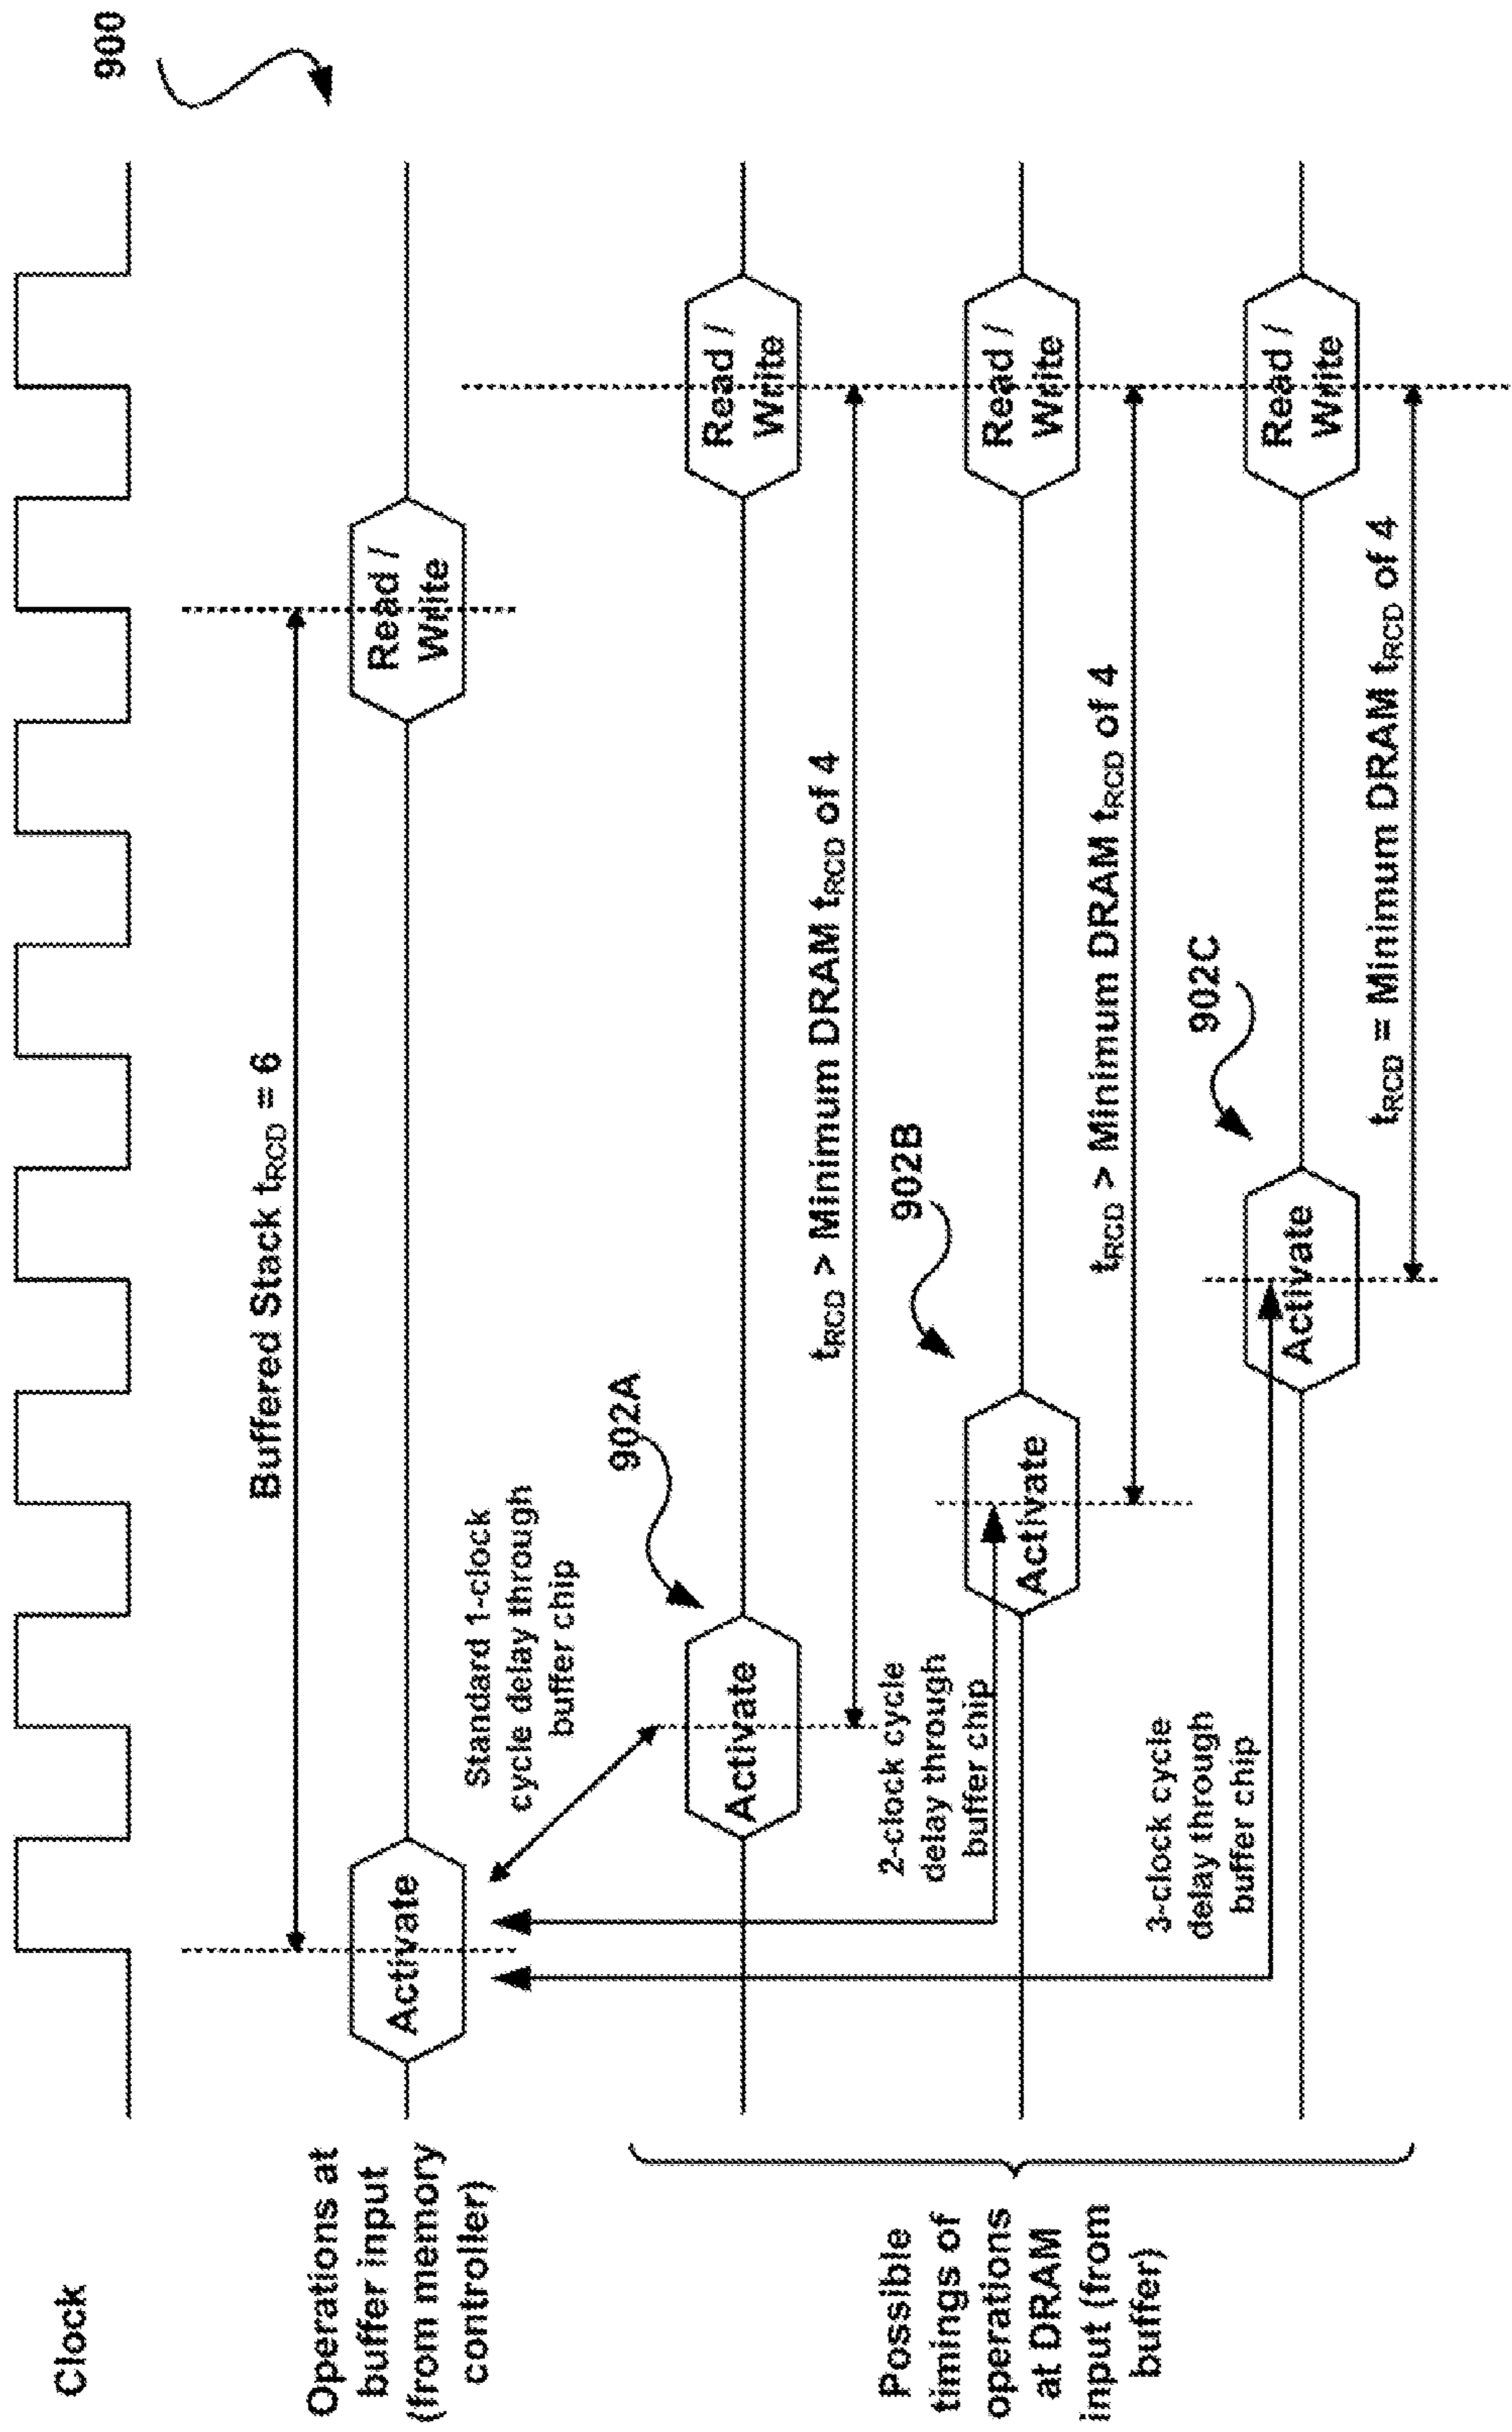 900
Clock
Buffered Stack tRCD = 6
Operations at
buffer input
(from memory
controller)
Activate
Read /
Write
Standard 1-clock
cycle delay through
buffer chip
902A
Possible
timings of
operations
at DRAM
input (from
buffer)
Activate
Read /
Write
tRCD > Minimum DRAM tRCD of 4
2-clock cycle
delay through
buffer chip
902B
Activate
Read /
Write
tRCD > Minimum DRAM tRCD of 4
3-clock cycle
delay through
buffer chip
902C
Activate
Read /
Write
tRCD = Minimum DRAM tRCD of 4